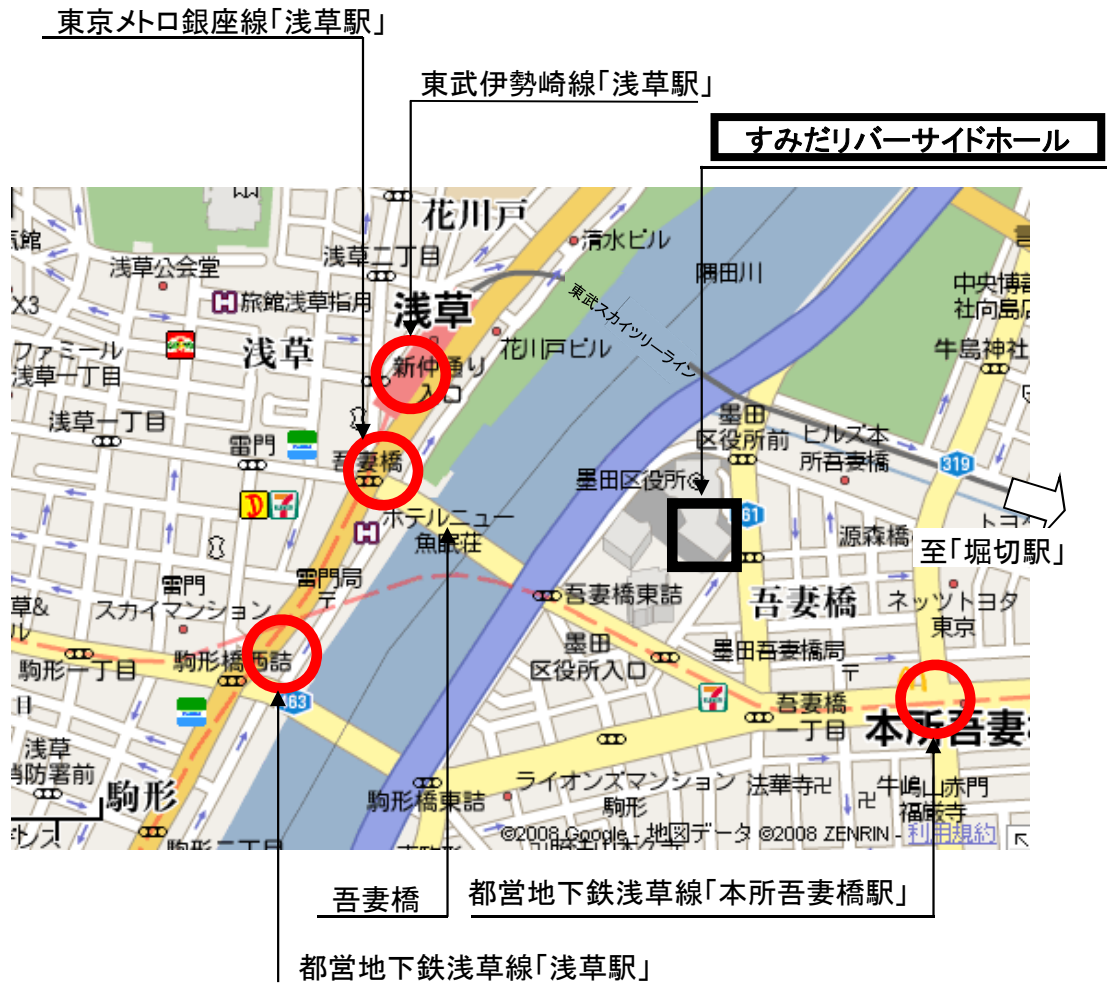 東京メトロ銀座線「浅草駅」
東武伊勢崎線「浅草駅」
すみだリバーサイドホール
花川戸
清水ビル
浅草二丁目
浅草公会堂
隅田川
旅館浅草指用
東武スカイツリーライン
X3
浅草
中央博善
社向島店
浅草
花川戸ビル
ファミール
浅草一丁目
新仲通り
入口
牛島神社
浅草一丁目
墨田
区役所前
ヒルズ本
所吾妻橋
雷門
吾妻橋
319
墨田区役所
ホテルニュー
魚眠荘
61
源森橋
至「堀切駅」
雷門
スカイマンション
雷門局
〒
吾妻橋東詰
吾妻橋
ネッツトヨタ
東京
駒形一丁目
駒形橋西詰
墨田
区役所入口
墨田吾妻橋局
〒
463
吾妻橋
一丁目
本所吾妻
浅草
消防署前
駒形
駒形橋東詰
ライオンズマンション
駒形
法華寺卍
卍
牛嶋山赤門
福厳寺
©2008 Google - 地図データ ©2008 ZENRIN - 利用規約
駒形二丁目
吾妻橋
都営地下鉄浅草線「本所吾妻橋駅」
都営地下鉄浅草線「浅草駅」